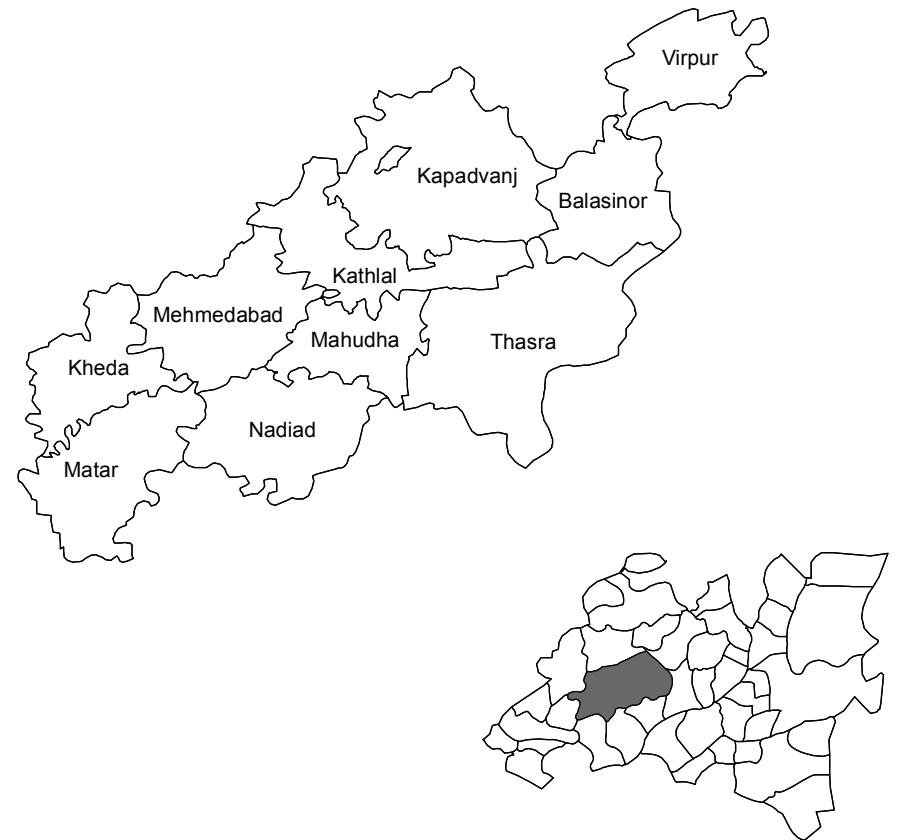 Virpur
Kapadvanj
Balasinor
Kathlal
Mehmedabad
Mahudha
Thasra
Kheda
Nadiad
Matar